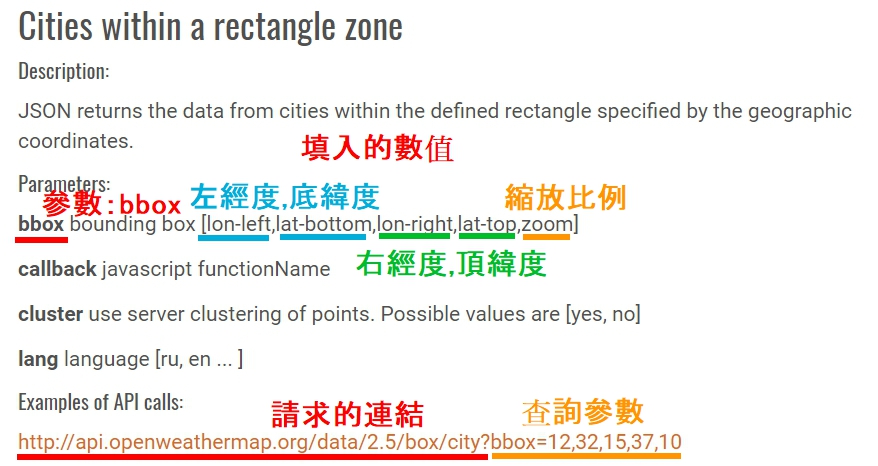 Cities within a rectangle zone
Description:
JSON returns the data from cities within the defined rectangle specified by the geographic
coordinates.
填入的數值
Parameters:
參數：bbox
左經度,底緯度
縮放比例
bbox bounding box [lon-left,lat-bottom,lon-right,lat-top,zoom]
callback javascript functionName
右經度,頂緯度
cluster use server clustering of points. Possible values are [yes, no]
lang language [ru, en ... ]
Examples of API calls:
請求的連結
查詢參數
http://api.openweathermap.org/data/2.5/box/city?bbox=12,32,15,37,10